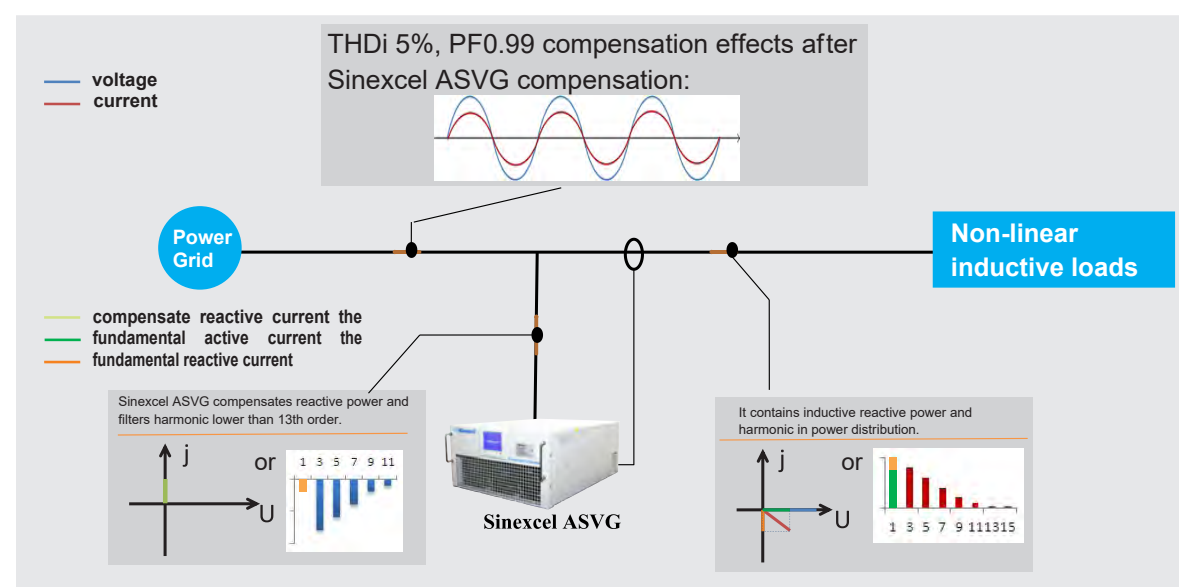 THDi 5%, PF0.99 compensation effects after
Sinexcel ASVG compensation:
voltage
current
Power
Grid
Non-linear
inductive loads
compensate reactive current the
fundamental active current the
fundamental reactive current
Sinexcel ASVG compensates reactive power and
filters harmonic lower than 13th order.
j
or
1 3 5 7 9 11
U
Sinexcel ASVG
It contains inductive reactive power and
harmonic in power distribution.
j
or
U
1 3 5 7 9 111315